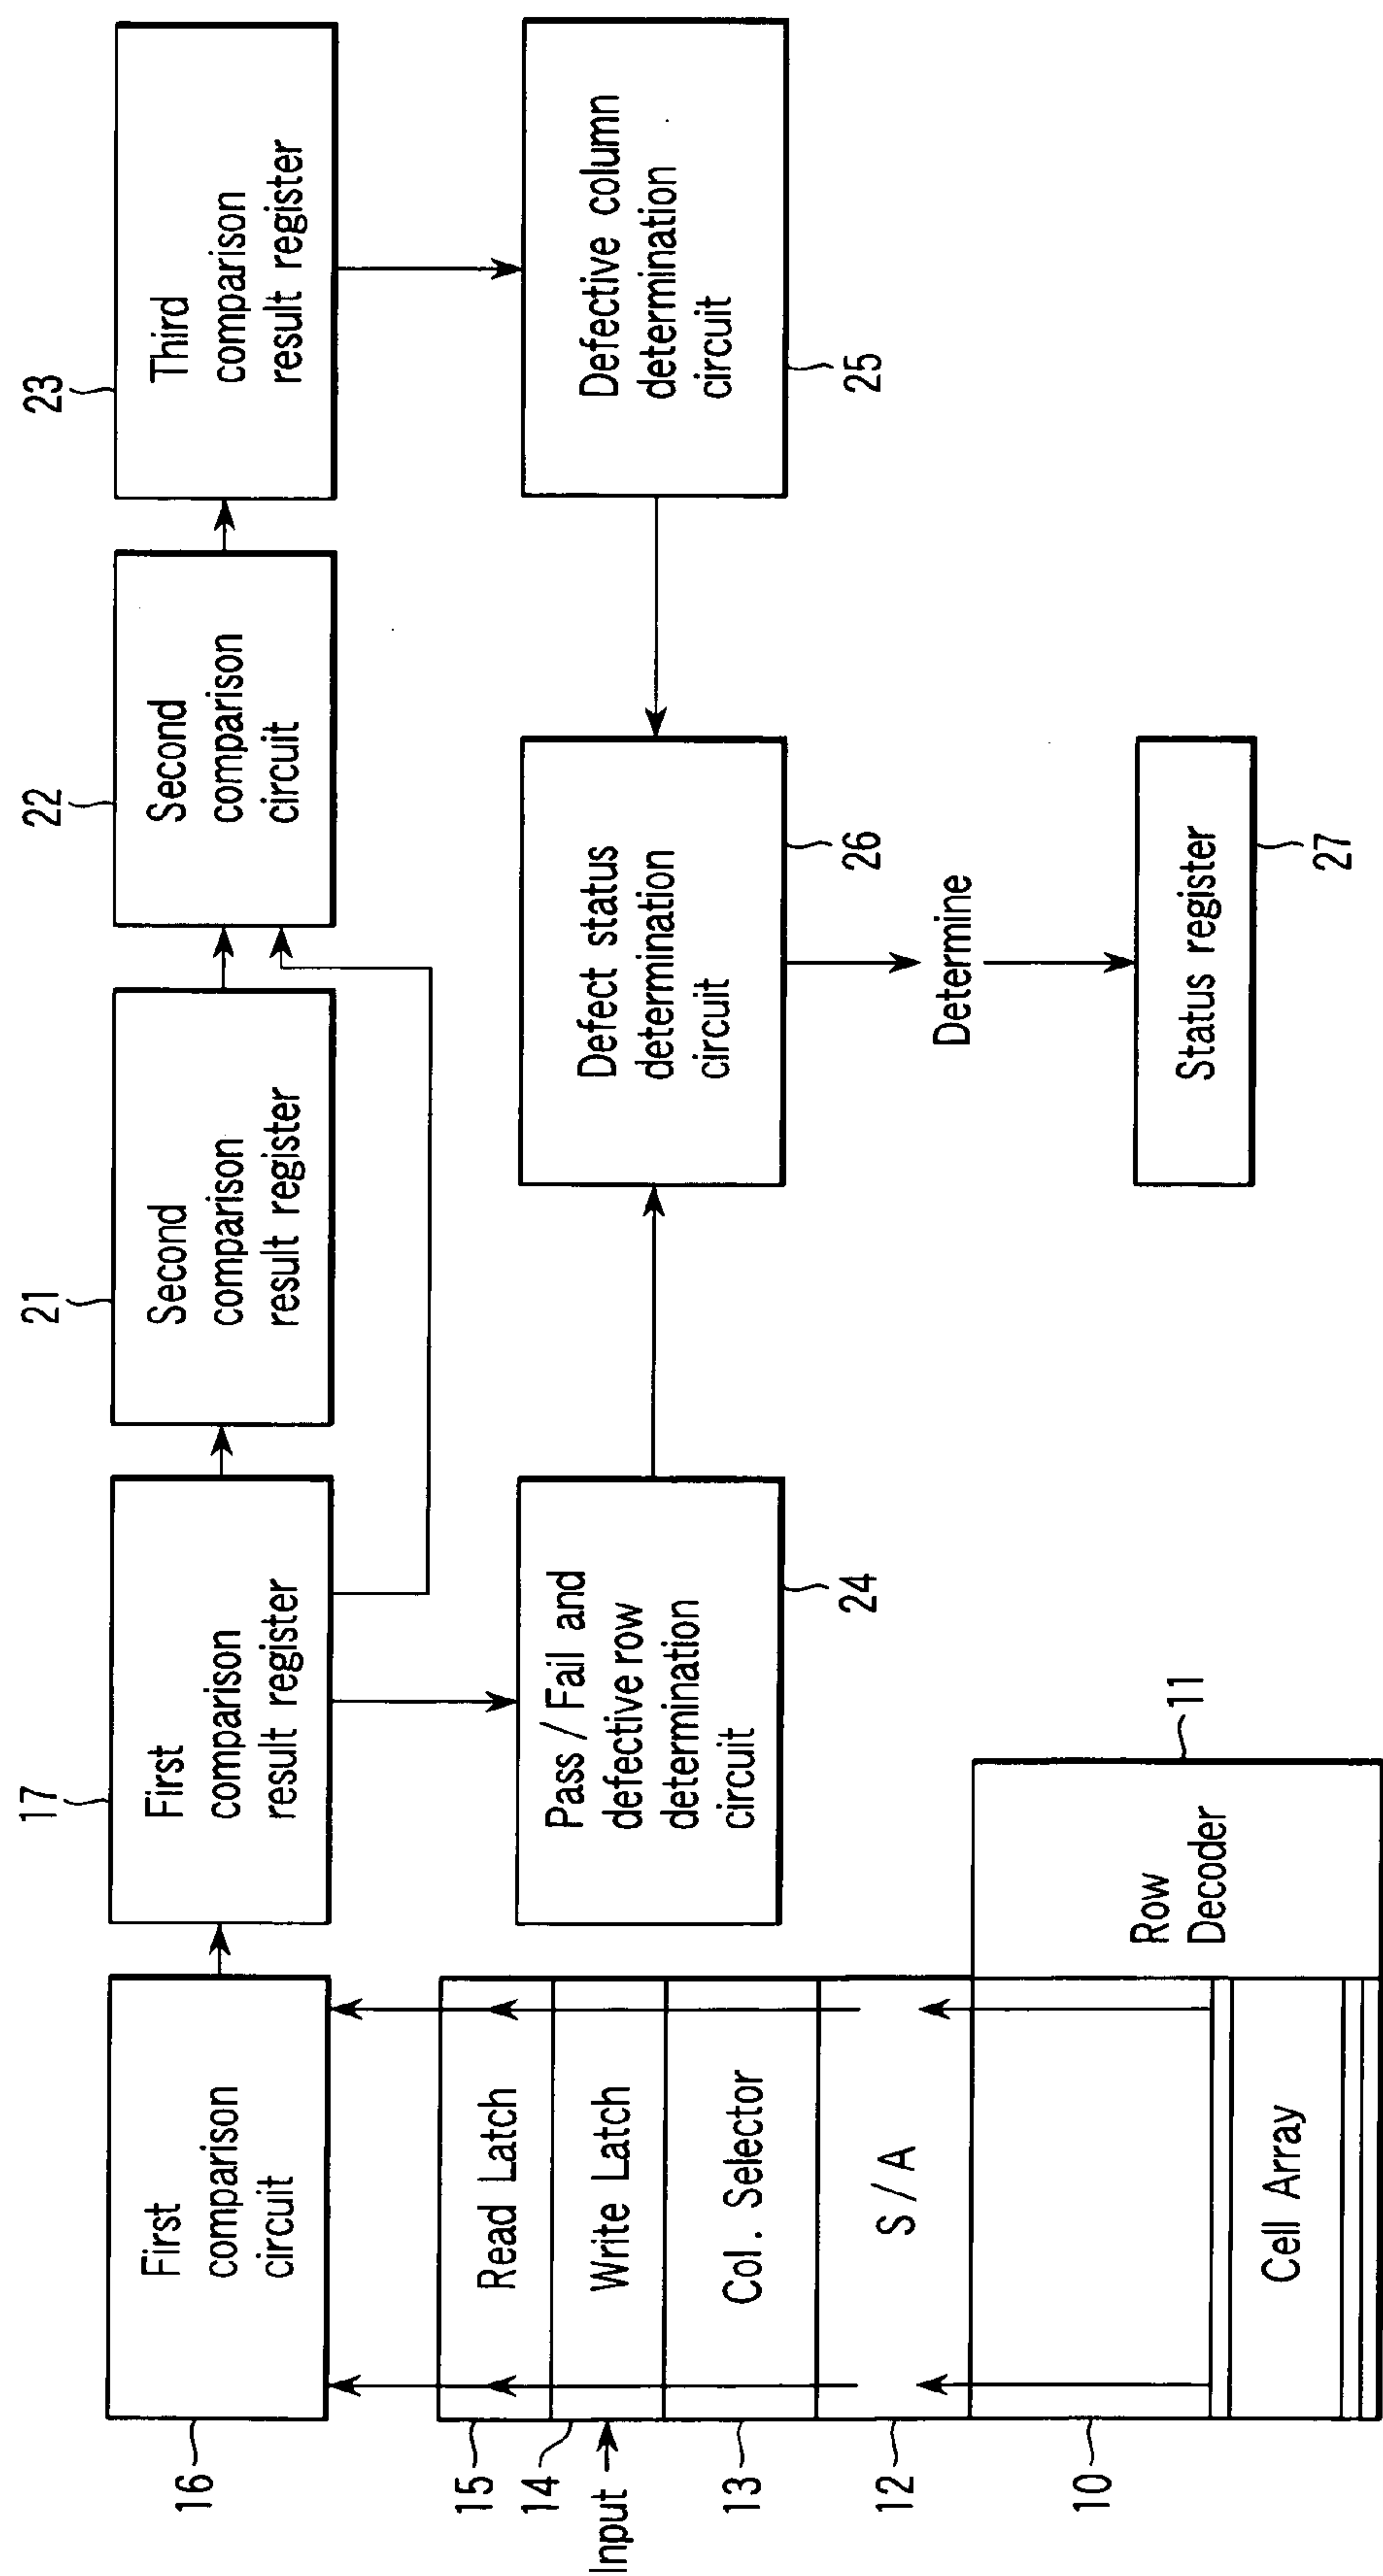 16
First
comparison
circuit
17
First
comparison
result register
21
Second
comparison
result register
22
Second
comparison
circuit
23
Third
comparison
result register
15
Read Latch
14
Write Latch
Input
13
Col. Selector
12
S / A
10
Cell Array
Row
Decoder
11
Pass / Fail and
defective row
determination
circuit
24
Defect status
determination
circuit
26
Defective column
determination
circuit
25
Determine
Status register
27